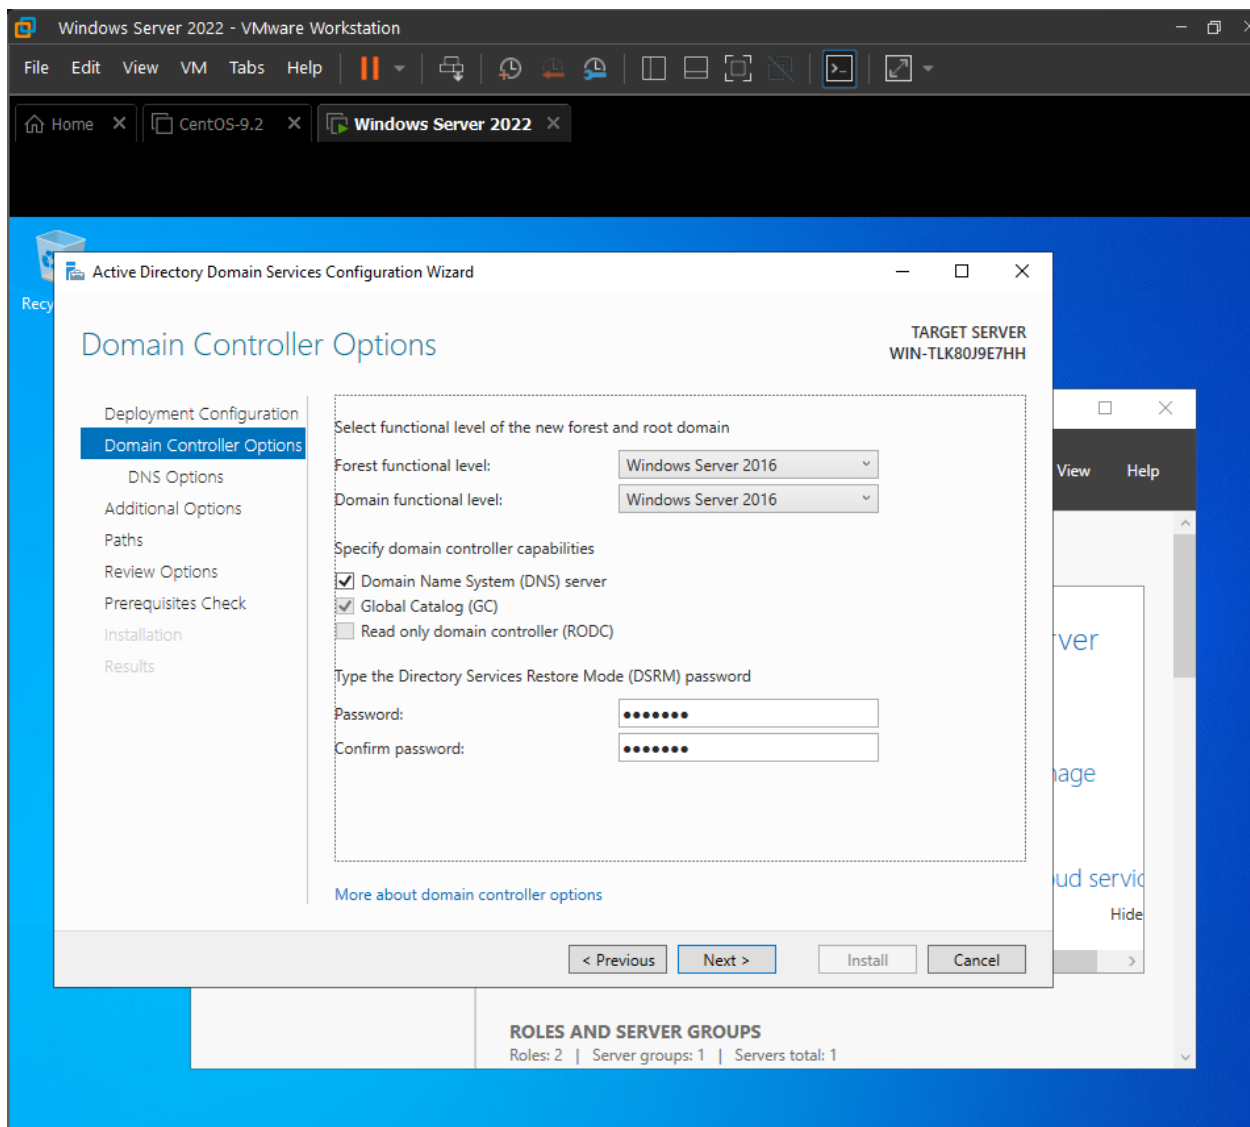 Windows Server 2022 - VMware Workstation
File Edit View VM Tabs Help
Home CentOS-9.2 Windows Server 2022
Recy
Active Directory Domain Services Configuration Wizard
Domain Controller Options
TARGET SERVER
WIN-TLK80J9E7HH
Deployment Configuration
Domain Controller Options
DNS Options
Additional Options
Paths
Review Options
Prerequisites Check
Installation
Results
Select functional level of the new forest and root domain
Forest functional level: Windows Server 2016
Domain functional level: Windows Server 2016
Specify domain controller capabilities
Domain Name System (DNS) server
Global Catalog (GC)
Read only domain controller (RODC)
Type the Directory Services Restore Mode (DSRM) password
Password: •••••••
Confirm password: •••••••
More about domain controller options
< Previous Next > Install Cancel
View Help
rver
nage
oud servic
Hide
ROLES AND SERVER GROUPS
Roles: 2 | Server groups: 1 | Servers total: 1